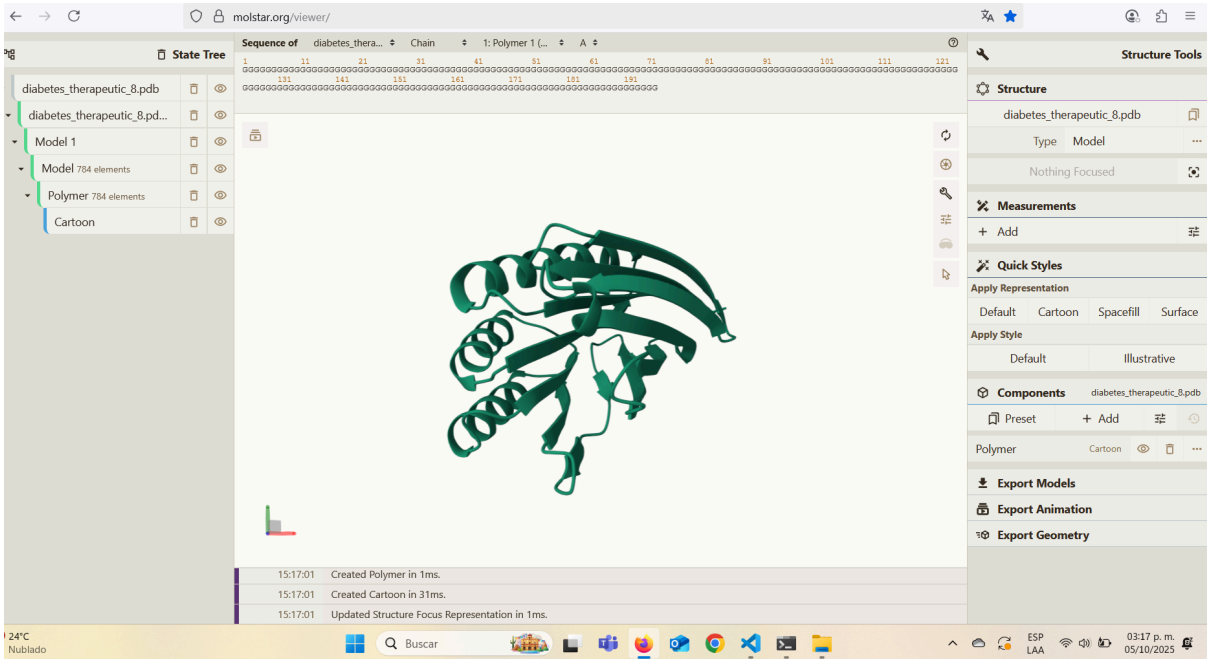 molstar.org/viewer/
State Tree
diabetes_therapeutic_8.pdb
diabetes_therapeutic_8.pd...
Model 1
Model 784 elements
Polymer 784 elements
Cartoon
Sequence of diabetes_thera... Chain 1: Polymer 1 (... A
1 11 21 31 41 51 61 71 81 91 101 111 121
131 141 151 161 171 181 191
15:17:01 Created Polymer in 1ms.
15:17:01 Created Cartoon in 31ms.
15:17:01 Updated Structure Focus Representation in 1ms.
Structure Tools
Structure
diabetes_therapeutic_8.pdb
Type Model
Nothing Focused
Measurements
+ Add
Quick Styles
Apply Representation
Default Cartoon Spacefill Surface
Apply Style
Default Illustrative
Components diabetes_therapeutic_8.pdb
Preset + Add
Polymer Cartoon
Export Models
Export Animation
Export Geometry
24°C
Nublado
Buscar
ESP
LAA
03:17 p. m.
05/10/2025